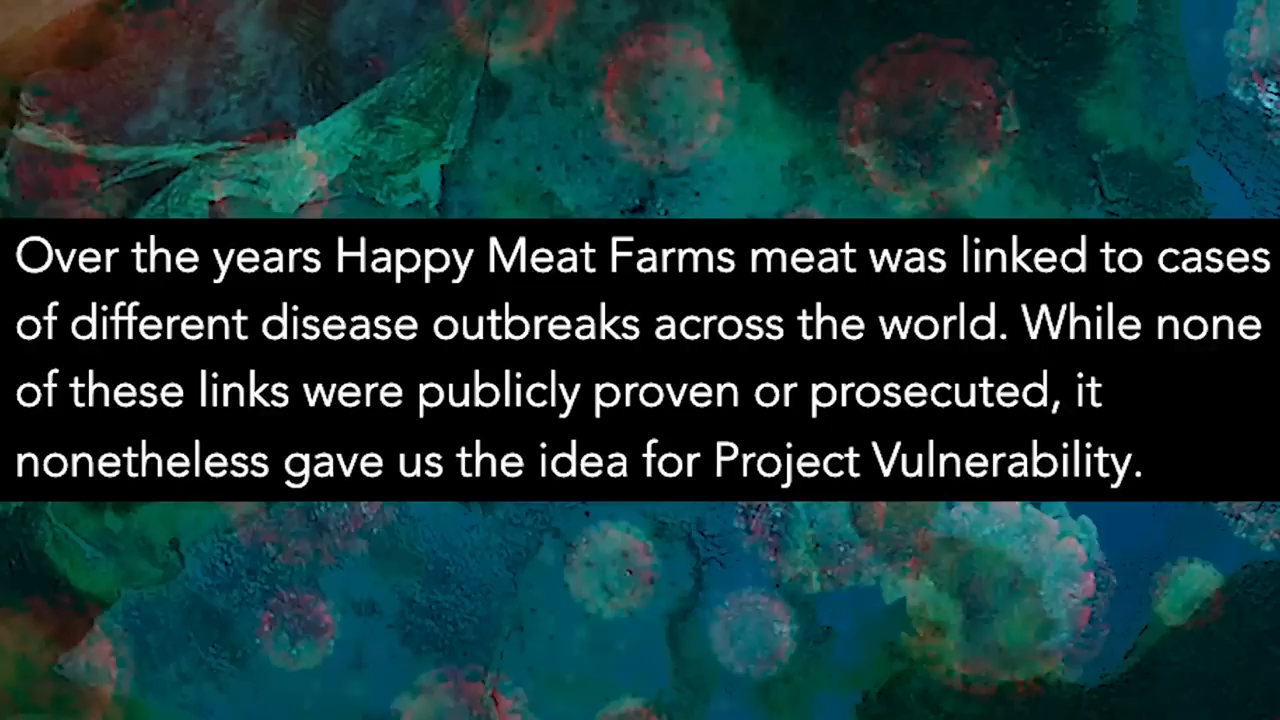 Over the years Happy Meat Farms meat was linked to cases
of different disease outbreaks across the world. While none
of these links were publicly proven or prosecuted, it
nonetheless gave us the idea for Project Vulnerability.